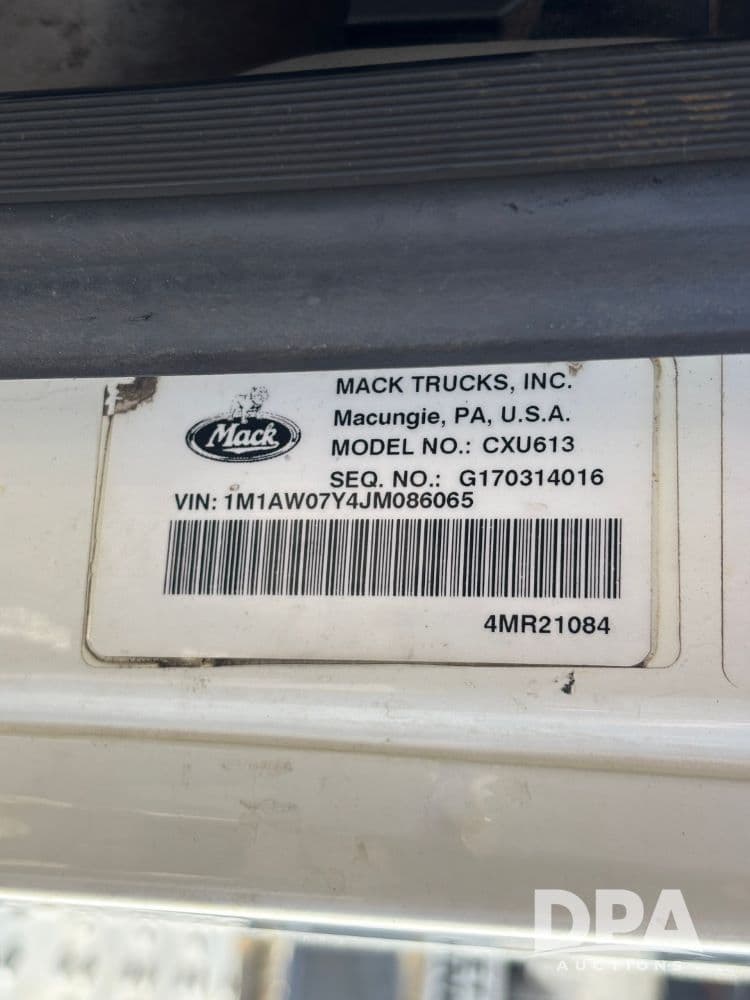 Mack
MACK TRUCKS, INC.
Macungie, PA, U.S.A.
MODEL NO.: CXU613
SEQ. NO.: G170314016
VIN: 1M1AW07Y4JM086065
4MR21084
DPA
AUCTIONS